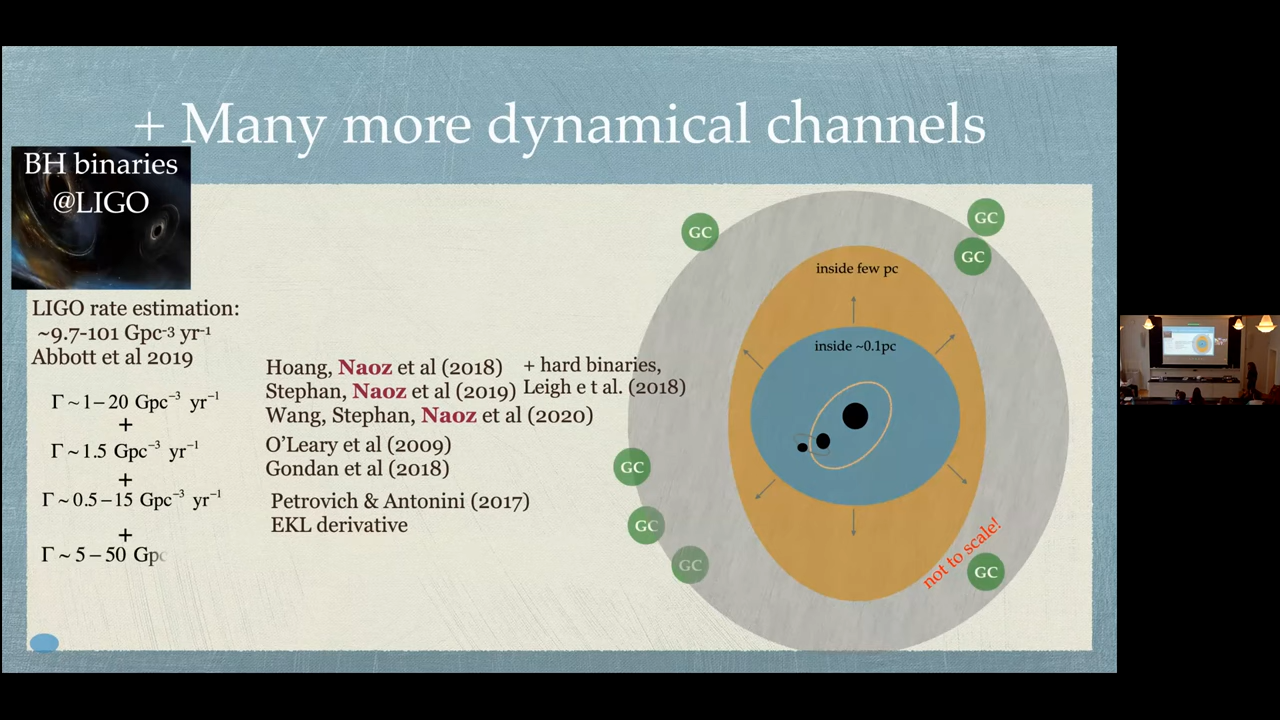 + Many more dynamical channels
BH binaries
@LIGO
LIGO rate estimation:
~9.7-101 Gpc⁻³ yr⁻¹
Abbott et al 2019
Γ ~ 1 − 20 Gpc⁻³ yr⁻¹
+
Γ ~ 1.5 Gpc⁻³ yr⁻¹
+
Γ ~ 0.5 − 15 Gpc⁻³ yr⁻¹
+
Γ ~ 5 − 50 Gpc
Hoang, Naoz et al (2018)
Stephan, Naoz et al (2019)
Wang, Stephan, Naoz et al (2020)
+ hard binaries,
Leigh e t al. (2018)
O'Leary et al (2009)
Gondan et al (2018)
Petrovich & Antonini (2017)
EKL derivative
GC
GC
GC
inside few pc
inside ~0.1pc
GC
GC
GC
GC
not to scale!